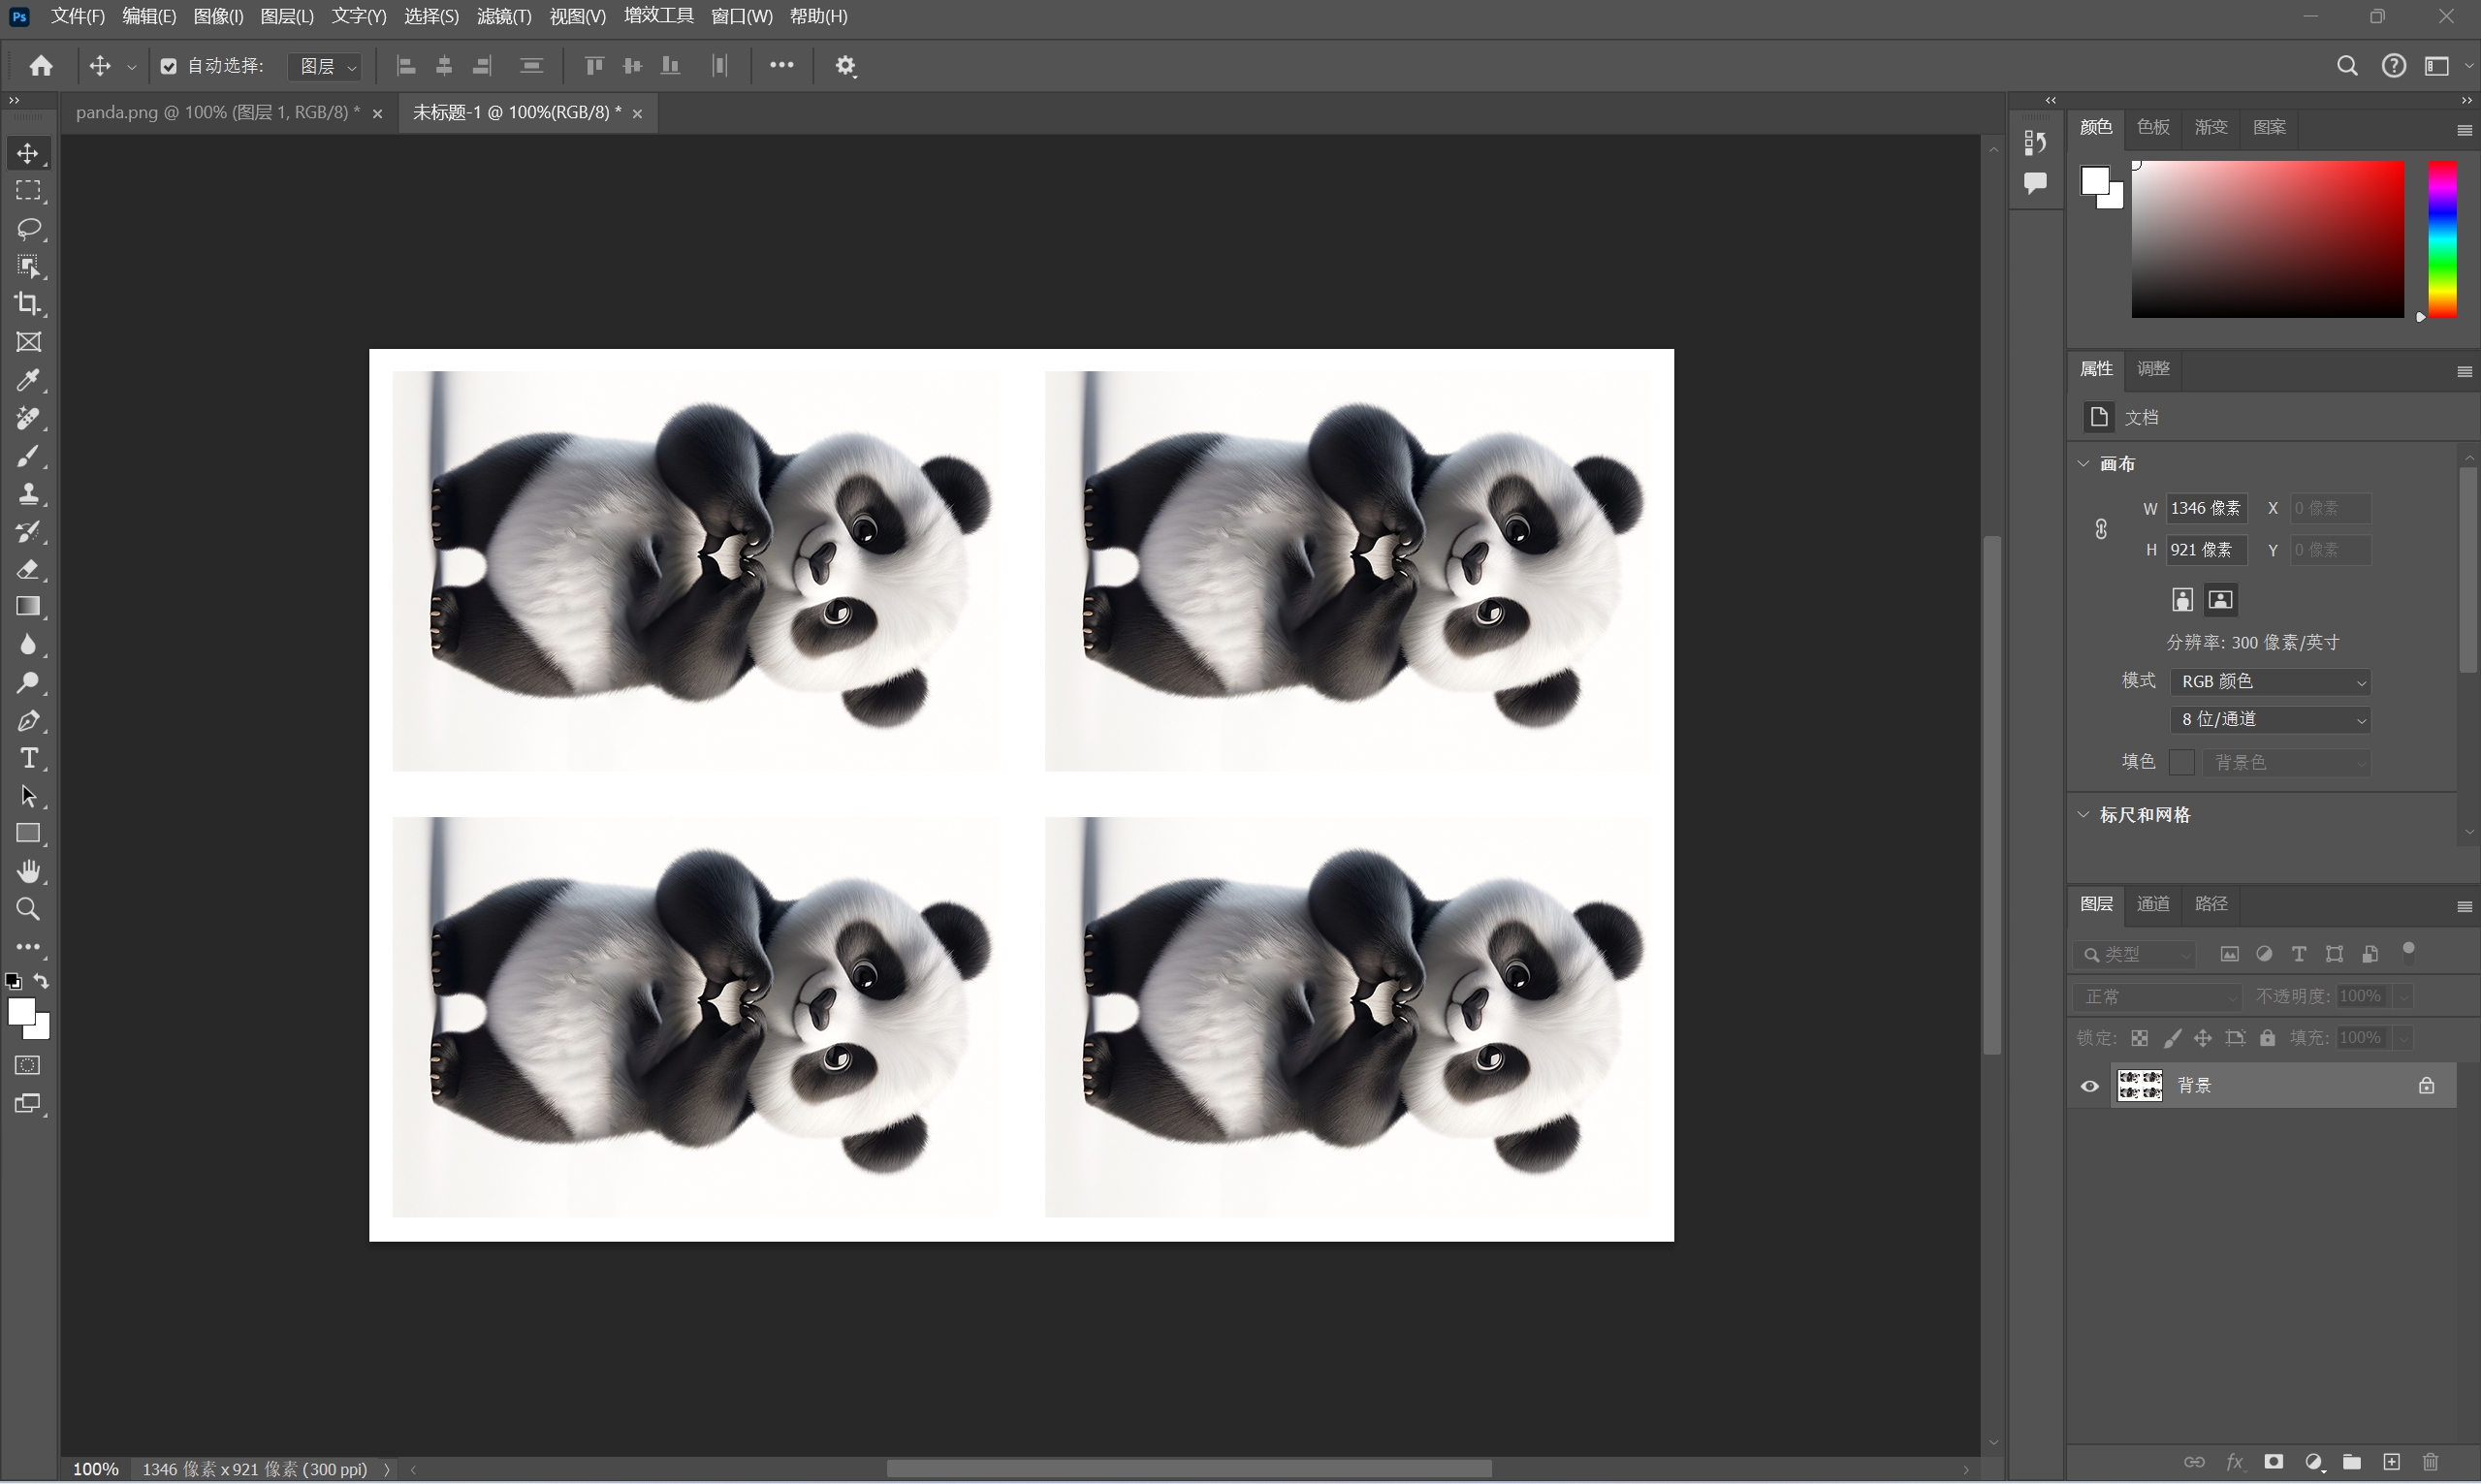 Ps 文件(F) 编辑(E) 图像(I) 图层(L) 文字(Y) 选择(S) 滤镜(T) 视图(V) 增效工具 窗口(W) 帮助(H)
自动选择: 图层
panda.png @ 100% (图层 1, RGB/8) * 未标题-1 @ 100%(RGB/8) *
颜色 色板 渐变 图案
属性 调整
文档
画布
W 1346 像素 X 0 像素
H 921 像素 Y 0 像素
分辨率: 300 像素/英寸
模式 RGB 颜色
8 位/通道
填色 背景色
标尺和网格
图层 通道 路径
类型
正常 不透明度: 100%
锁定: 填充: 100%
背景
fx
100% 1346 像素 x 921 像素 (300 ppi)